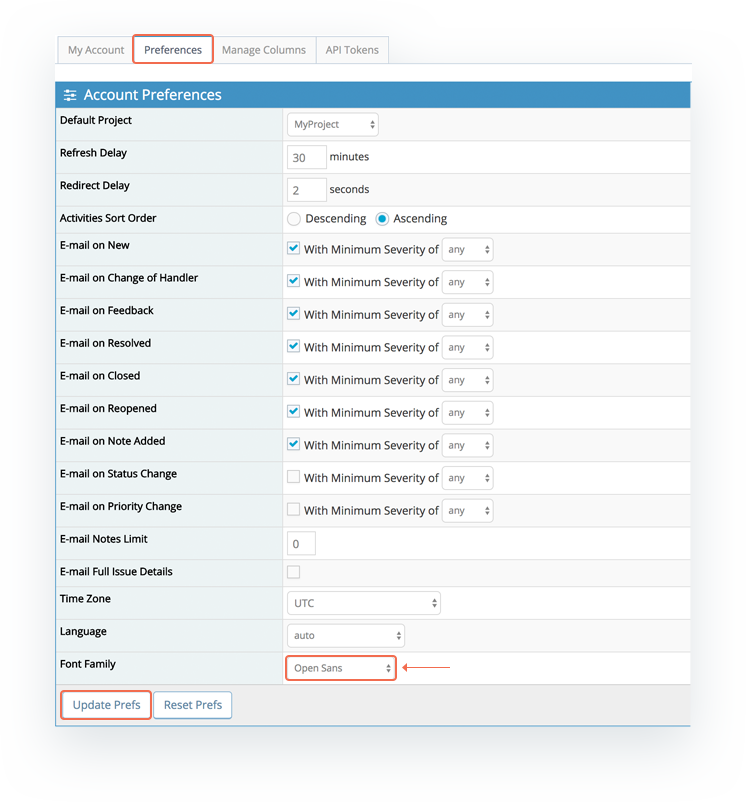 My Account Preferences Manage Columns API Tokens
Account Preferences
Default Project MyProject
Refresh Delay 30 minutes
Redirect Delay 2 seconds
Activities Sort Order Descending Ascending
E-mail on New With Minimum Severity of any
E-mail on Change of Handler With Minimum Severity of any
E-mail on Feedback With Minimum Severity of any
E-mail on Resolved With Minimum Severity of any
E-mail on Closed With Minimum Severity of any
E-mail on Reopened With Minimum Severity of any
E-mail on Note Added With Minimum Severity of any
E-mail on Status Change With Minimum Severity of any
E-mail on Priority Change With Minimum Severity of any
E-mail Notes Limit 0
E-mail Full Issue Details
Time Zone UTC
Language auto
Font Family Open Sans
Update Prefs Reset Prefs